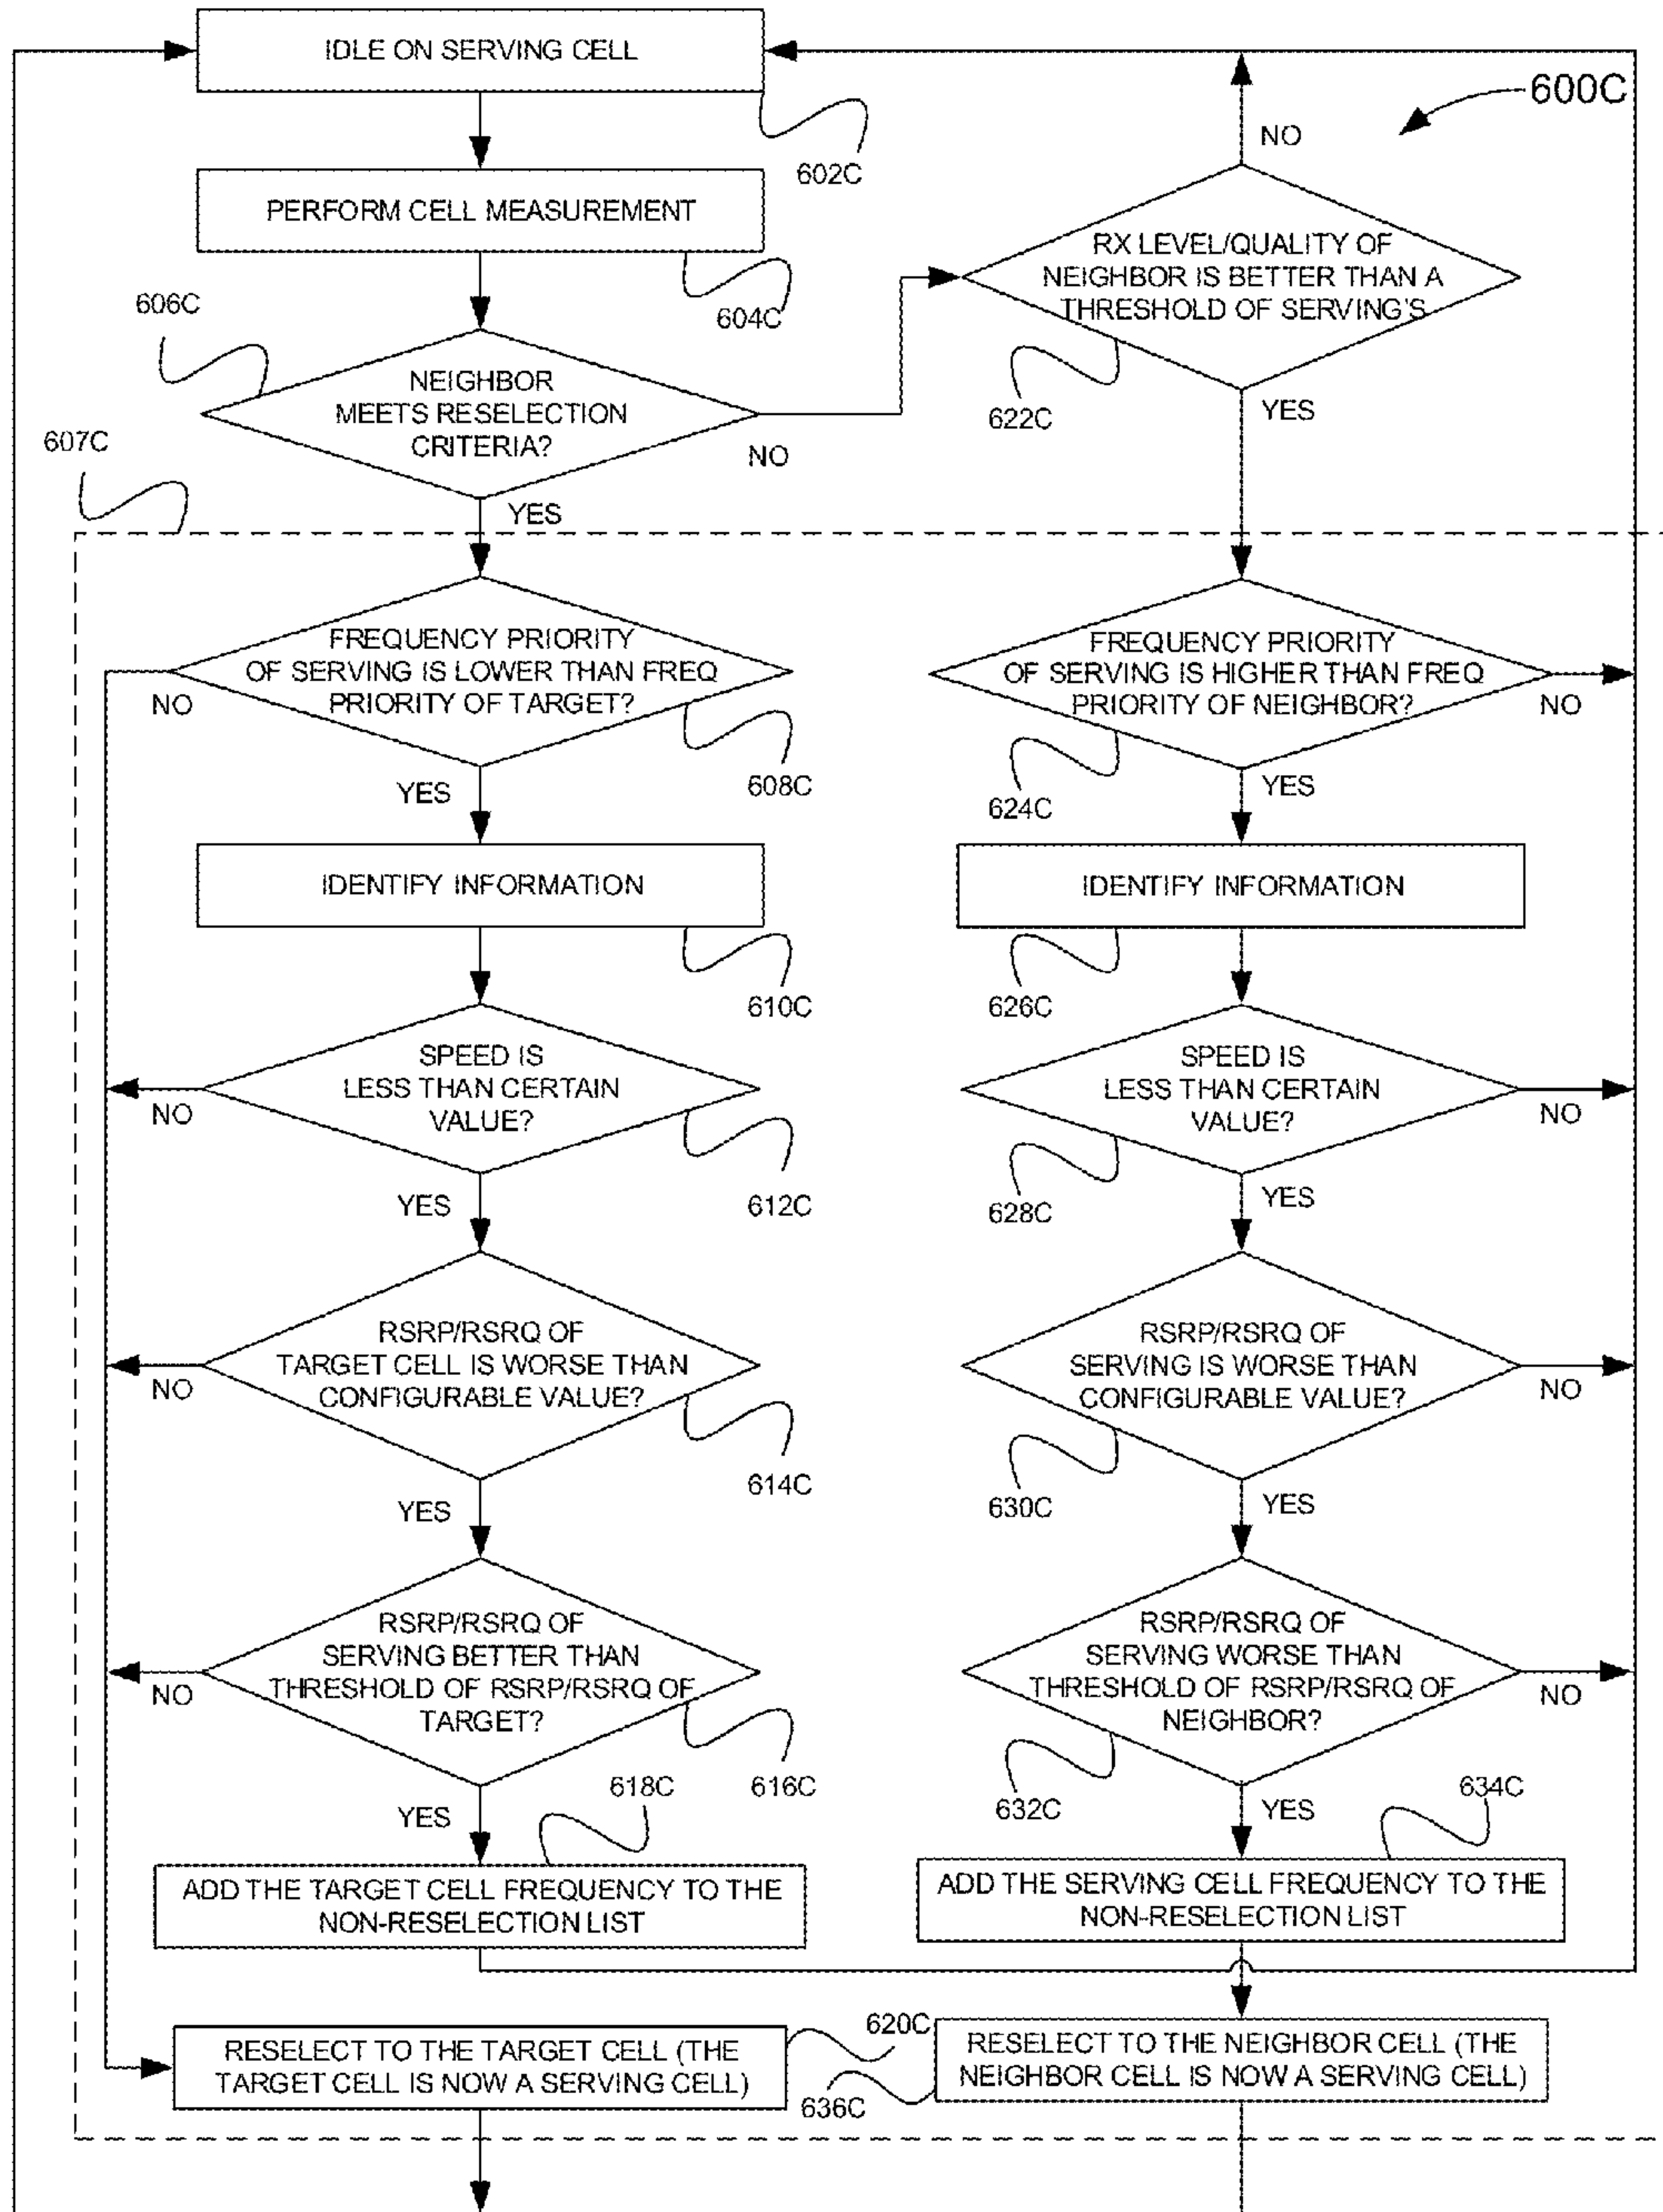 IDLE ON SERVING CELL
600C
NO
602C
PERFORM CELL MEASUREMENT
RX LEVEL/QUALITY OF
NEIGHBOR IS BETTER THAN A
THRESHOLD OF SERVING'S
606C
604C
NEIGHBOR
MEETS RESELECTION
CRITERIA?
622C
YES
607C
NO
YES
FREQUENCY PRIORITY
OF SERVING IS LOWER THAN FREQ
PRIORITY OF TARGET?
NO
FREQUENCY PRIORITY
OF SERVING IS HIGHER THAN FREQ
PRIORITY OF NEIGHBOR?
NO
YES
608C
624C
YES
IDENTIFY INFORMATION
IDENTIFY INFORMATION
610C
626C
SPEED IS
LESS THAN CERTAIN
VALUE?
NO
SPEED IS
LESS THAN CERTAIN
VALUE?
NO
YES
612C
628C
YES
RSRP/RSRQ OF
TARGET CELL IS WORSE THAN
CONFIGURABLE VALUE?
NO
RSRP/RSRQ OF
SERVING IS WORSE THAN
CONFIGURABLE VALUE?
NO
614C
630C
YES
YES
RSRP/RSRQ OF
SERVING BETTER THAN
THRESHOLD OF RSRP/RSRQ OF
TARGET?
NO
RSRP/RSRQ OF
SERVING WORSE THAN
THRESHOLD OF RSRP/RSRQ OF
NEIGHBOR?
NO
618C
616C
632C
634C
YES
YES
ADD THE TARGET CELL FREQUENCY TO THE
NON-RESELECTION LIST
ADD THE SERVING CELL FREQUENCY TO THE
NON-RESELECTION LIST
620C
RESELECT TO THE TARGET CELL (THE
TARGET CELL IS NOW A SERVING CELL)
636C
RESELECT TO THE NEIGHBOR CELL (THE
NEIGHBOR CELL IS NOW A SERVING CELL)